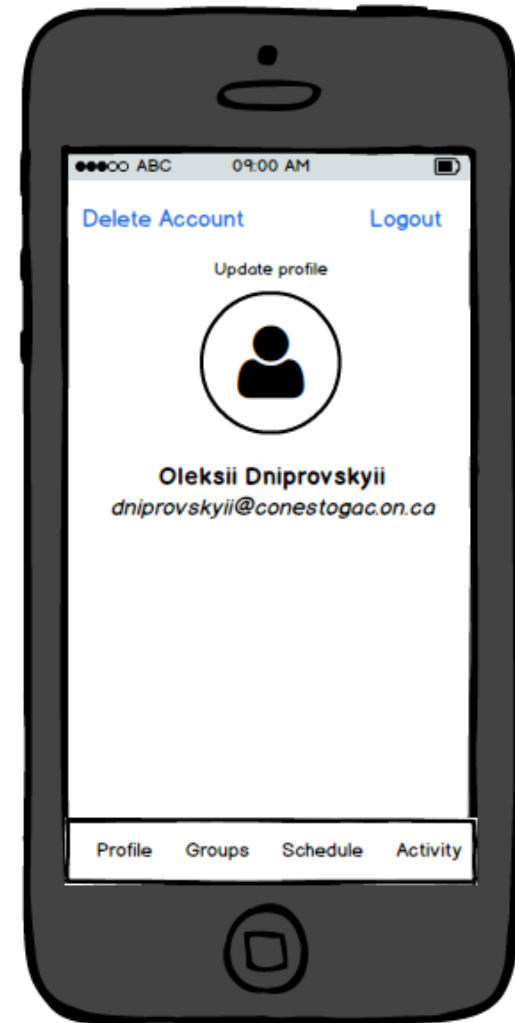 ABC 09:00 AM
Delete Account Logout
Update profile
Oleksii Dniprovskyii
dniprovskyii@conestogac.on.ca
Profile Groups Schedule Activity